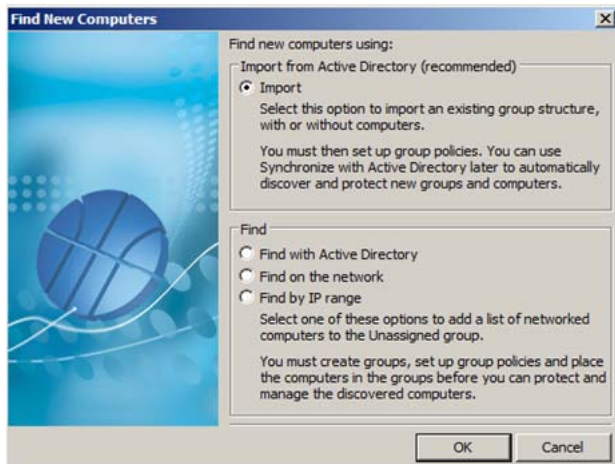 Find New Computers
Find new computers using:
Import from Active Directory (recommended)
Import
Select this option to import an existing group structure,
with or without computers.
You must then set up group policies. You can use
Synchronize with Active Directory later to automatically
discover and protect new groups and computers.
Find
Find with Active Directory
Find on the network
Find by IP range
Select one of these options to add a list of networked
computers to the Unassigned group.
You must create groups, set up group policies and place
the computers in the groups before you can protect and
manage the discovered computers.
OK
Cancel